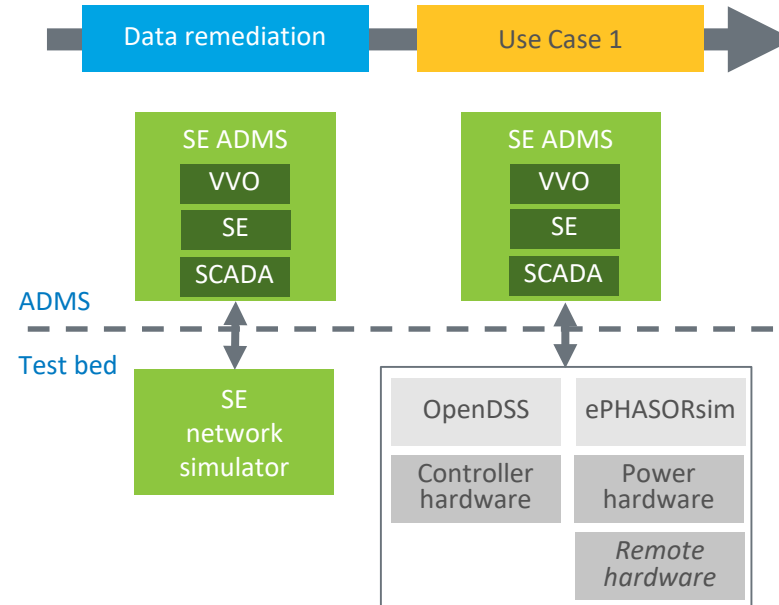 Data remediation
Use Case 1
SE ADMS
VVO
SE
SCADA
SE ADMS
VVO
SE
SCADA
ADMS
Test bed
SE
network
simulator
OpenDSS
ePHASORsim
Controller
hardware
Power
hardware
Remote
hardware